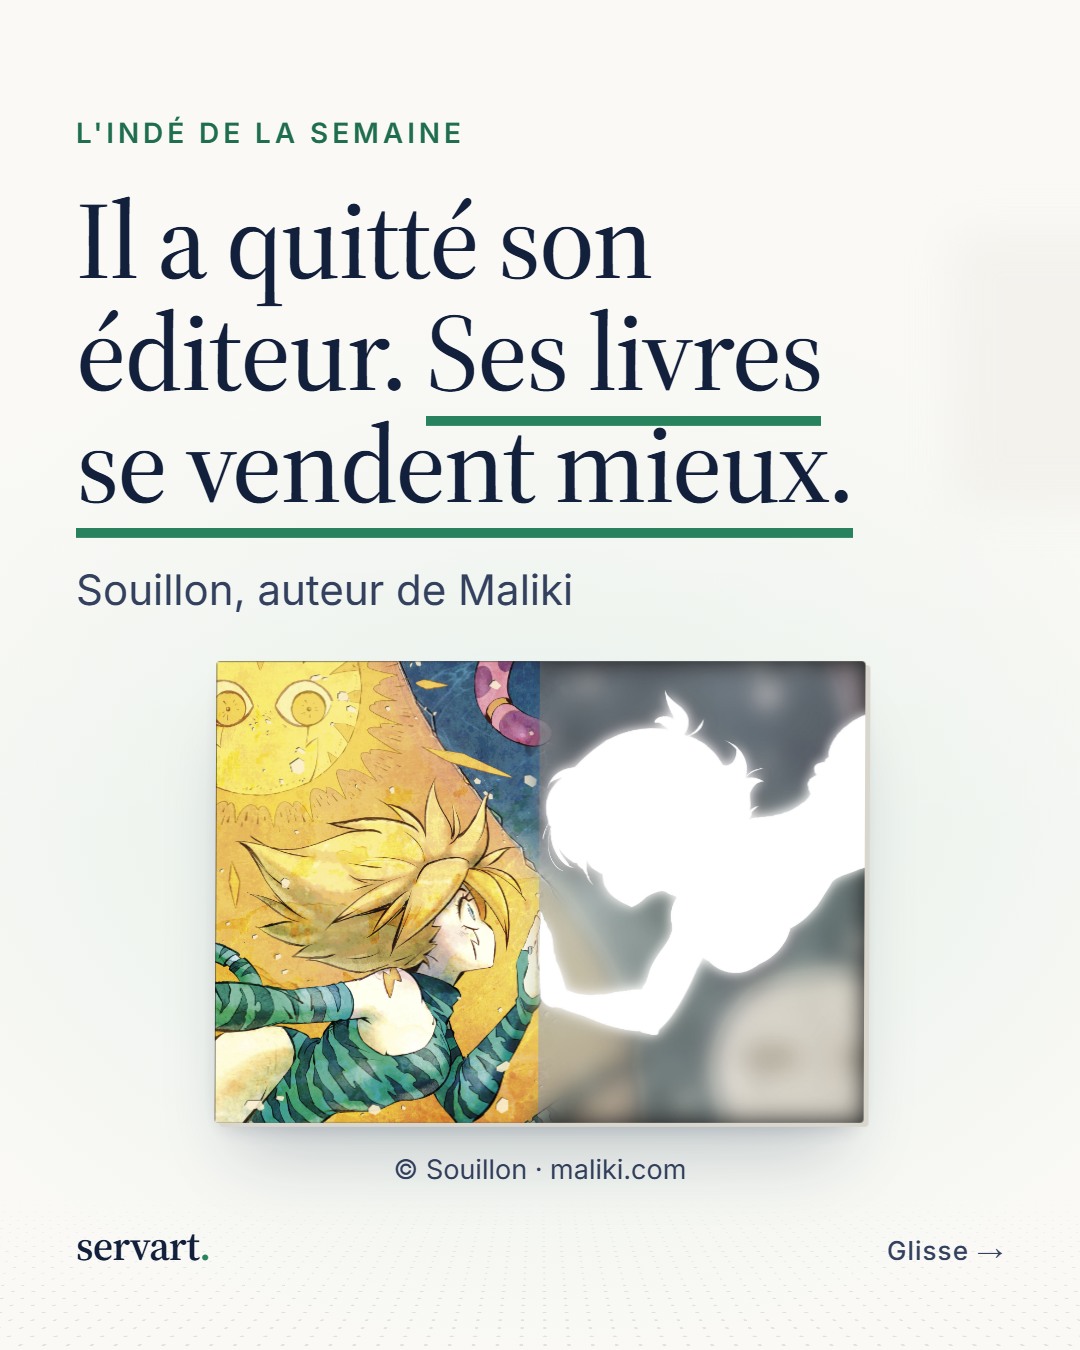 L'INDÉ DE LA SEMAINE
Il a quitté son
éditeur. Ses livres
se vendent mieux.
Souillon, auteur de Maliki
© Souillon · maliki.com
servart.
Glisse →